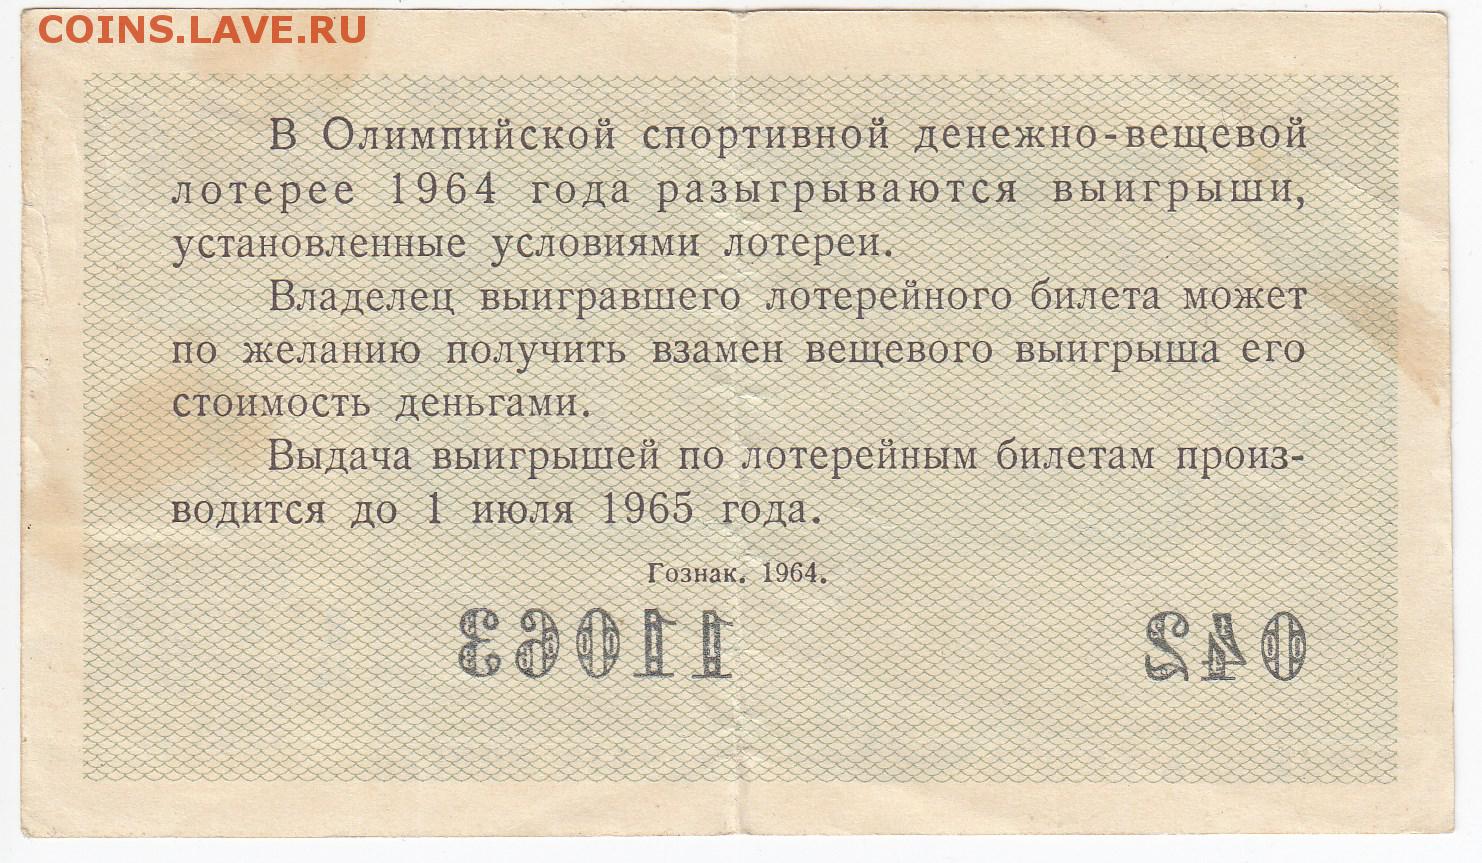 COINS.LAVE.RU
В Олимпийской спортивной денежно-вещевой
лотерее 1964 года разыгрываются выигрыши,
установленные условиями лотереи.
Владелец выигравшего лотерейного билета может
по желанию получить взамен вещевого выигрыша его
стоимость деньгами.
Выдача выигрышей по лотерейным билетам произ-
водится до 1 июля 1965 года.
Гознак. 1964.
11063 042